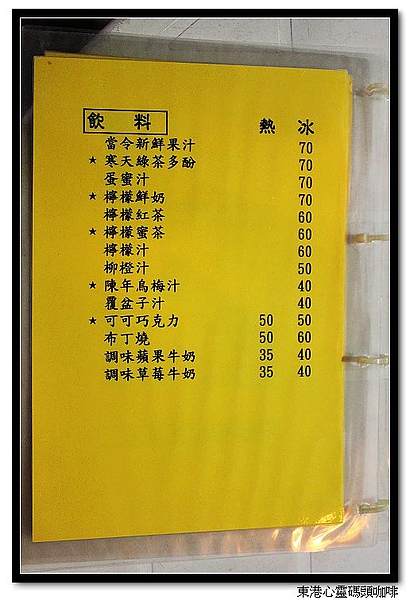 飲 料 熱 冰
當令新鮮果汁 70
★ 寒天綠茶多酚 70
蛋蜜汁 70
★ 檸檬鮮奶 70
檸檬紅茶 60
★ 檸檬蜜茶 60
檸檬汁 60
柳橙汁 50
★ 陳年烏梅汁 40
覆盆子汁 40
★ 可可巧克力 50 50
布丁燒 50 60
調味蘋果牛奶 35 40
調味草莓牛奶 35 40
東港心靈碼頭咖啡